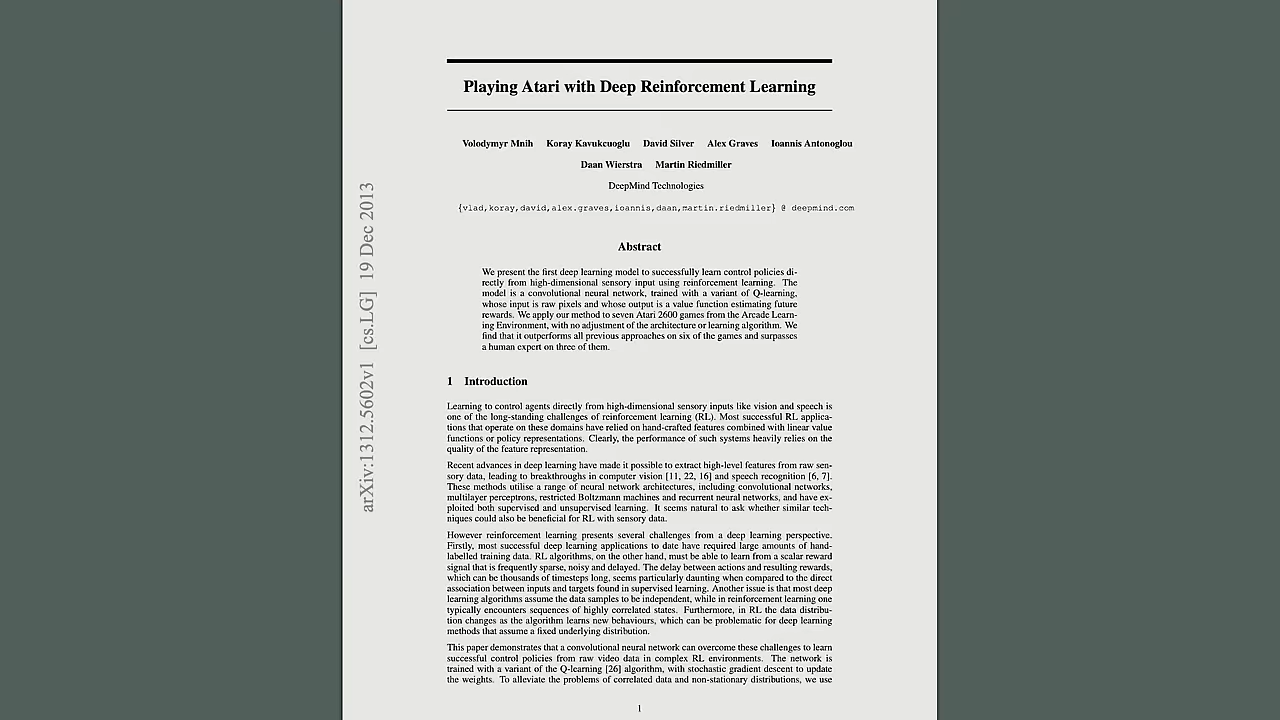 Playing Atari with Deep Reinforcement Learning
Volodymyr Mnih Koray Kavukcuoglu David Silver Alex Graves Ioannis Antonoglou
Daan Wierstra Martin Riedmiller
DeepMind Technologies
{vlad,koray,david,alex.graves,ioannis,daan,martin.riedmiller} @ deepmind.com
Abstract
We present the first deep learning model to successfully learn control policies di-
rectly from high-dimensional sensory input using reinforcement learning. The
model is a convolutional neural network, trained with a variant of Q-learning,
whose input is raw pixels and whose output is a value function estimating future
rewards. We apply our method to seven Atari 2600 games from the Arcade Learn-
ing Environment, with no adjustment of the architecture or learning algorithm. We
find that it outperforms all previous approaches on six of the games and surpasses
a human expert on three of them.
1 Introduction
Learning to control agents directly from high-dimensional sensory inputs like vision and speech is
one of the long-standing challenges of reinforcement learning (RL). Most successful RL applica-
tions that operate on these domains have relied on hand-crafted features combined with linear value
functions or policy representations. Clearly, the performance of such systems heavily relies on the
quality of the feature representation.
Recent advances in deep learning have made it possible to extract high-level features from raw sen-
sory data, leading to breakthroughs in computer vision [11, 22, 16] and speech recognition [6, 7].
These methods utilise a range of neural network architectures, including convolutional networks,
multilayer perceptrons, restricted Boltzmann machines and recurrent neural networks, and have ex-
ploited both supervised and unsupervised learning. It seems natural to ask whether similar tech-
niques could also be beneficial for RL with sensory data.
However reinforcement learning presents several challenges from a deep learning perspective.
Firstly, most successful deep learning applications to date have required large amounts of hand-
labelled training data. RL algorithms, on the other hand, must be able to learn from a scalar reward
signal that is frequently sparse, noisy and delayed. The delay between actions and resulting rewards,
which can be thousands of timesteps long, seems particularly daunting when compared to the direct
association between inputs and targets found in supervised learning. Another issue is that most deep
learning algorithms assume the data samples to be independent, while in reinforcement learning one
typically encounters sequences of highly correlated states. Furthermore, in RL the data distribu-
tion changes as the algorithm learns new behaviours, which can be problematic for deep learning
methods that assume a fixed underlying distribution.
This paper demonstrates that a convolutional neural network can overcome these challenges to learn
successful control policies from raw video data in complex RL environments. The network is
trained with a variant of the Q-learning [26] algorithm, with stochastic gradient descent to update
the weights. To alleviate the problems of correlated data and non-stationary distributions, we use
1
arXiv:1312.5602v1 [cs.LG] 19 Dec 2013